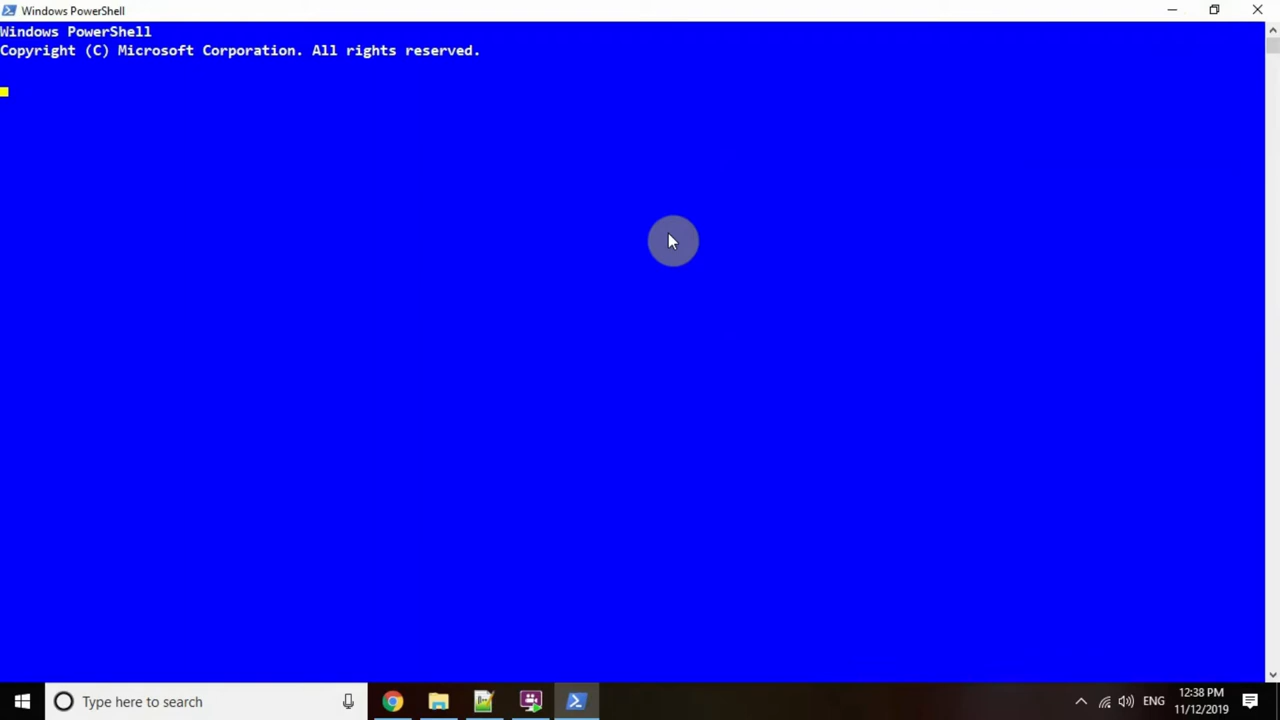 Windows PowerShell
Windows PowerShell
Copyright (C) Microsoft Corporation. All rights reserved.
Type here to search
ENG
12:38 PM
11/12/2019